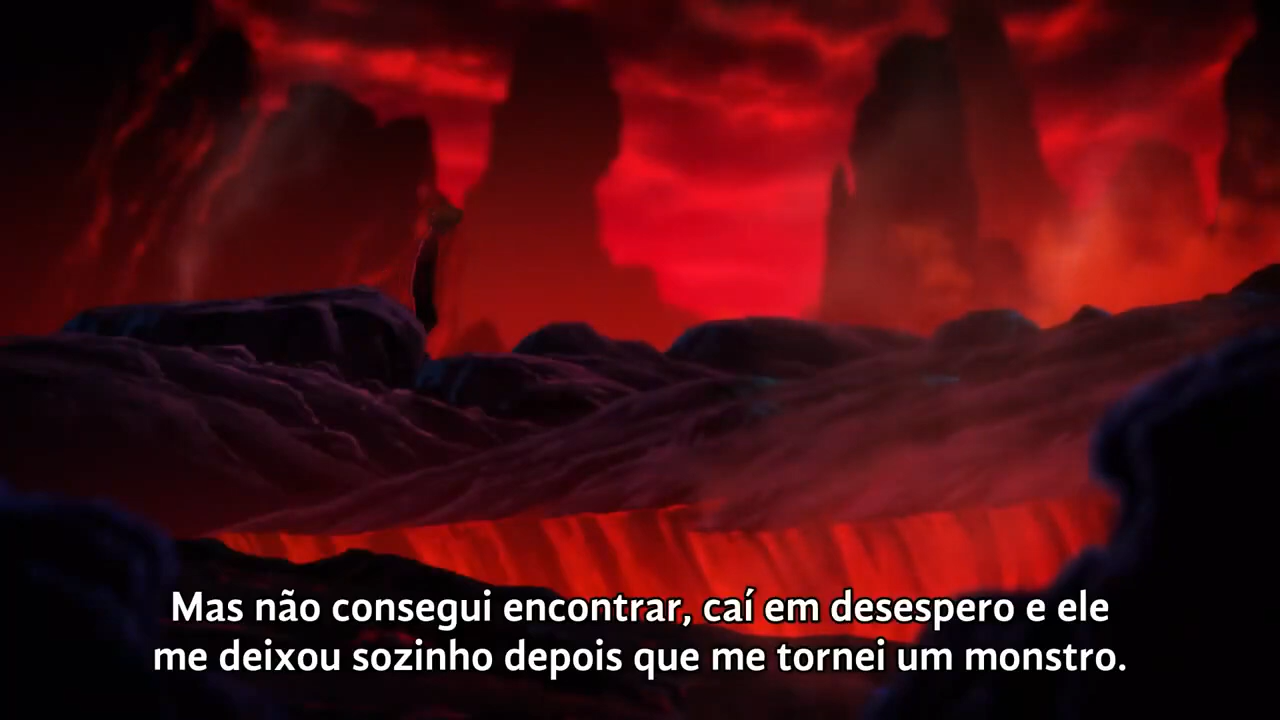 Mas não consegui encontrar, caí em desespero e ele
me deixou sozinho depois que me tornei um monstro.